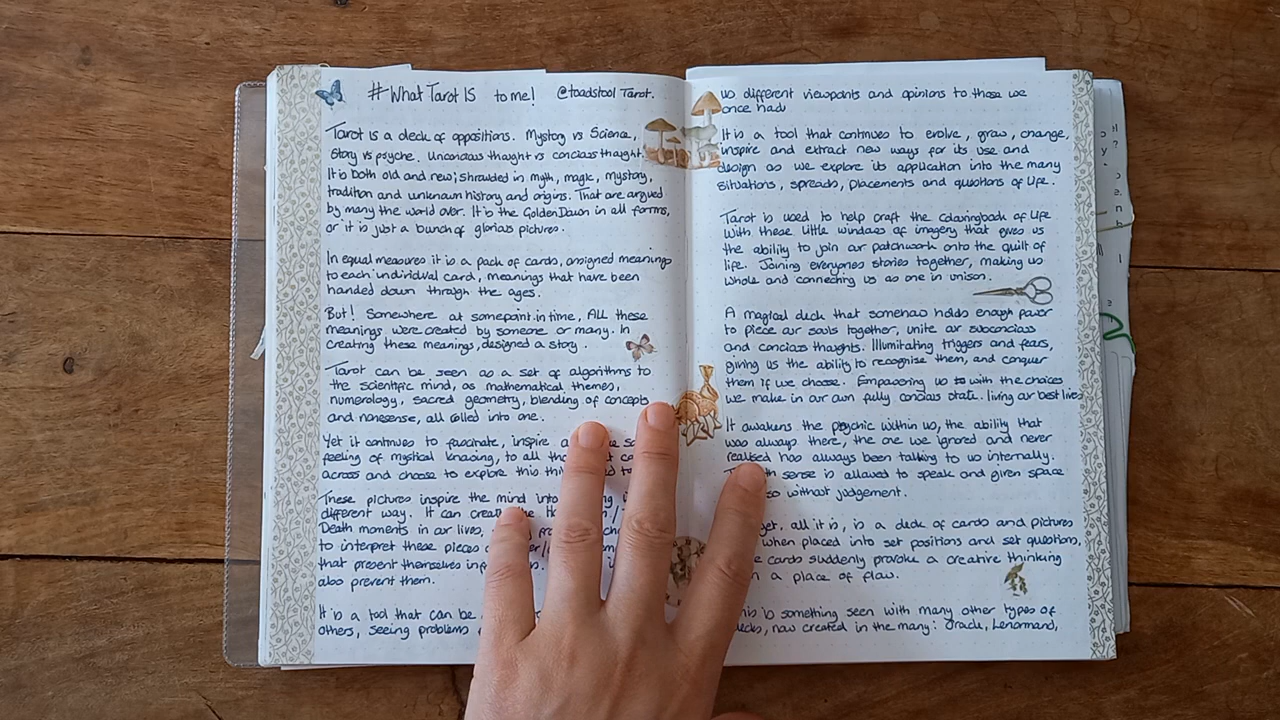 #What Tarot IS to me! @toadstool Tarot.
Tarot is a deck of oppositions. Mystory vs Science,
Story vs psyche. Unconcious thought vs concious thought.
It is both old and new; shrouded in myth, magic, mystory,
tradition and unknown history and origins. That are argued
by many the world over. It is the Golden Dawn in all forms,
or it is just a bunch of glorious pictures.
In equal measures it is a pack of cards, assigned meanings
to each individual card, meanings that have been
handed down through the ages.
But! Somewhere at some point in time, ALL these
meanings were created by someone or many. In
creating these meanings, designed a story.
Tarot can be seen as a set of algorithms to
the scientific mind, as mathematical themes,
numerology, sacred geometry, blending of concepts
and nonsense, all rolled into one.
Yet it continues to fascinate, inspire
feeling of mystical knowing, to all
across and choose to explore this
These pictures inspire the mind into
different way. It can create the
Death moments in our lives,
to interpret these pieces
that present themselves in
also prevent them.
It is a tool that can be
others, seeing problems
us different viewpoints and opinions to those we
once had.
It is a tool that continues to evolve, grow, change,
inspire and extract new ways for its use and
design as we explore its application into the many
situations, spreads, placements and questions of life.
Tarot is used to help craft the colouringbook of life
With these little windows of imagery that gives us
the ability to join our patchwork onto the quilt of
life. Joining everyones stories together, making us
whole and connecting us as one in unison.
A magical deck that somehow holds enough power
to piece our souls together, unite our subconcious
and concious thoughts. Illumitating triggers and fears,
giving us the ability to recognise them, and conquer
them if we choose. Empowering us to with the choices
we make in our own fully concious state. living our best lives
It awakens the psychic within us, the ability that
was always there, the one we ignored and never
realised has always been talking to us internally.
sense is allowed to speak and given space
so without judgement.
yet, all it is, is a deck of cards and pictures
when placed into set positions and set questions,
cards suddenly provoke a creative thinking
a place of flow.
is something seen with many other types of
decks, now created in the many: Oracle, Lenormand,